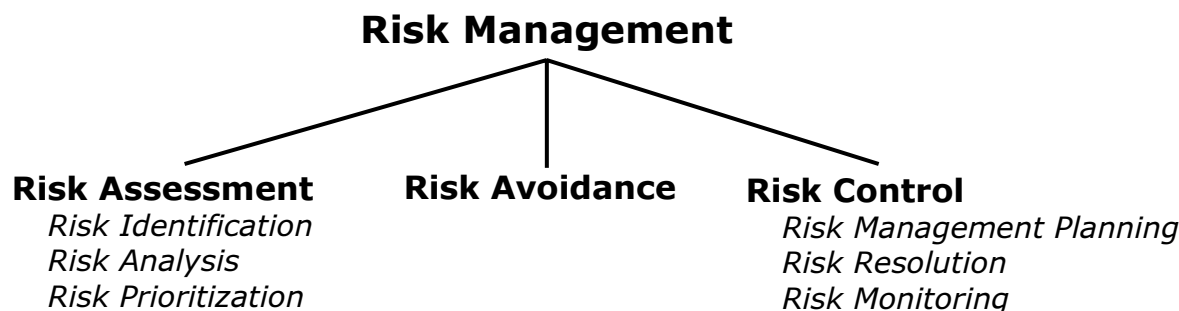 Risk Management
Risk Assessment
Risk Identification
Risk Analysis
Risk Prioritization
Risk Avoidance
Risk Control
Risk Management Planning
Risk Resolution
Risk Monitoring